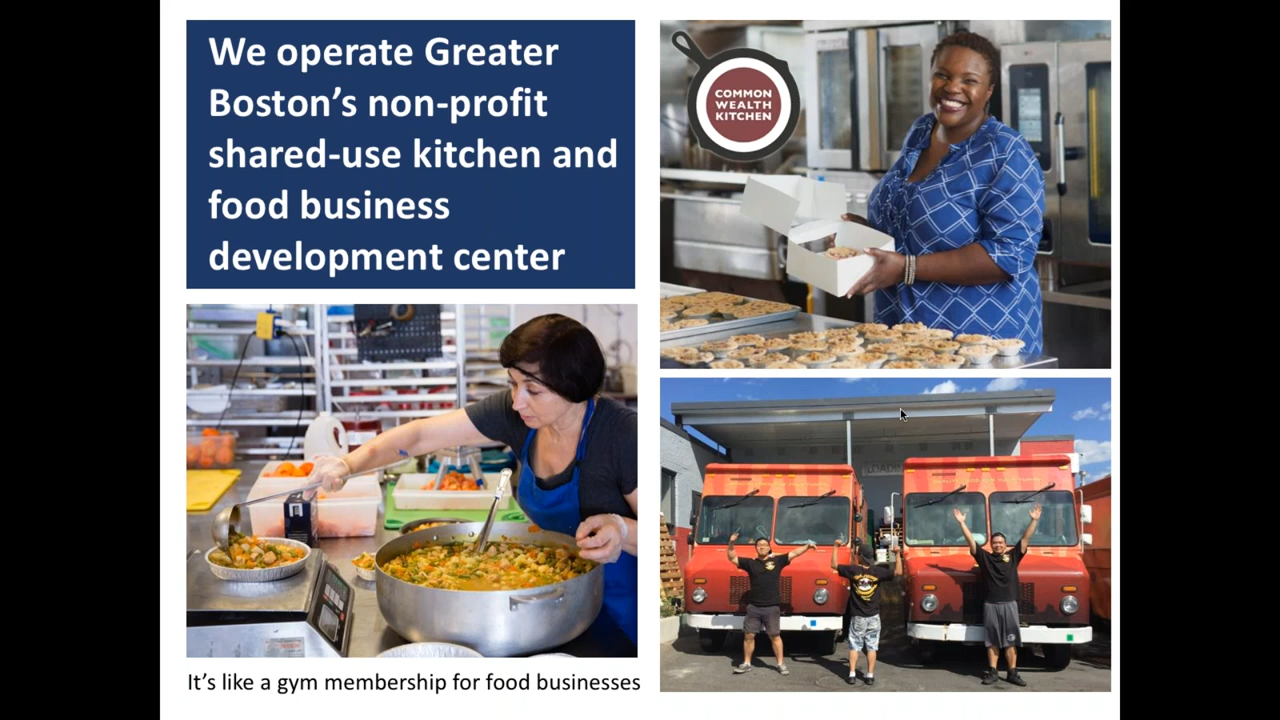 We operate Greater
Boston’s non-profit
shared-use kitchen and
food business
development center
COMMON
WEALTH
KITCHEN
LOADIN
It’s like a gym membership for food businesses